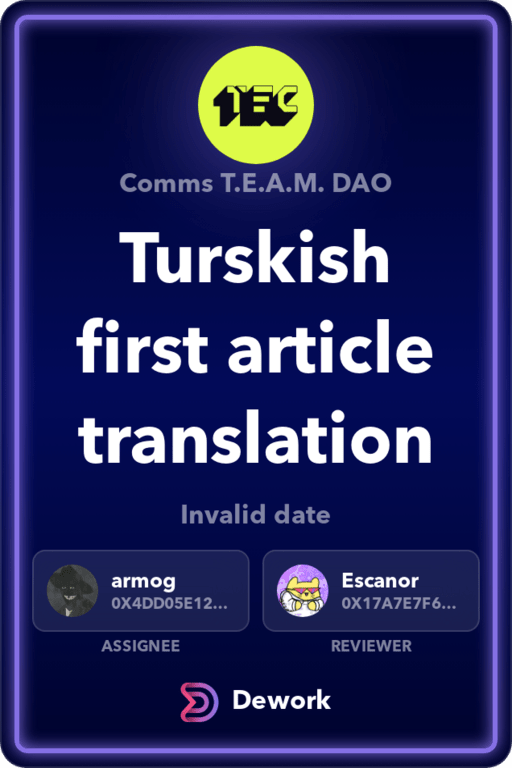 TEC
Comms T.E.A.M. DAO
Turskish
first article
translation
Invalid date
armog
0X4DD05E12...
Escanor
0X17A7E7F6...
ASSIGNEE
REVIEWER
Dework